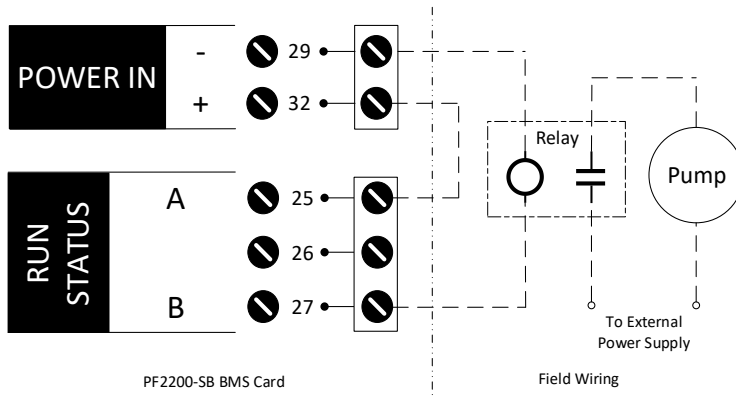 POWER IN
-
29
+
32
RUN
STATUS
A
25
26
B
27
Relay
Pump
To External
Power Supply
PF2200-SB BMS Card
Field Wiring